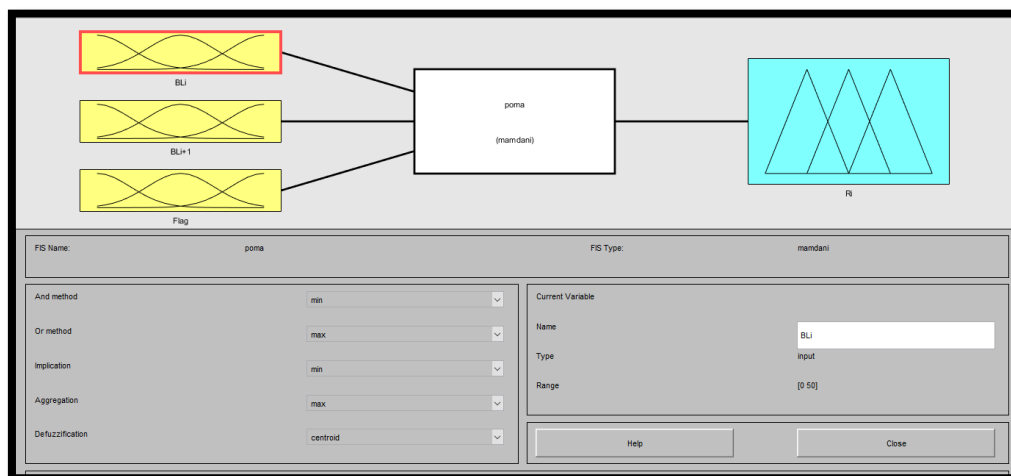 BLi
poma
(mamdani)
BLi+1
Ri
Flag
FIS Name: poma FIS Type: mamdani
And method min
Or method max
Implication min
Aggregation max
Defuzzification centroid
Current Variable
Name BLi
Type input
Range [0 50]
Help Close